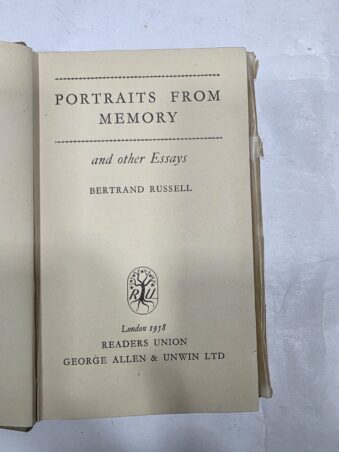 PORTRAITS FROM
MEMORY
and other Essays
BERTRAND RUSSELL
R U
London 1958
READERS UNION
GEORGE ALLEN & UNWIN LTD